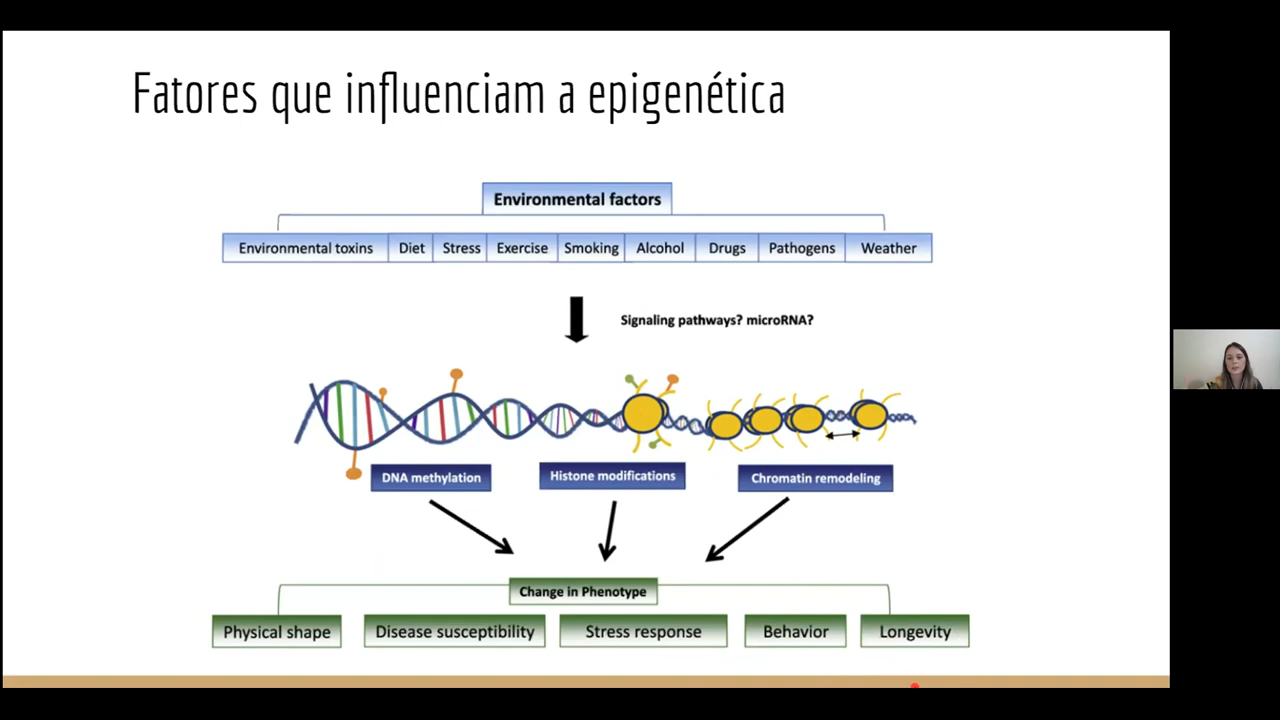 Fatores que influenciam a epigenética
Environmental factors
Environmental toxins Diet Stress Exercise Smoking Alcohol Drugs Pathogens Weather
Signaling pathways? microRNA?
DNA methylation Histone modifications Chromatin remodeling
Change in Phenotype
Physical shape Disease susceptibility Stress response Behavior Longevity